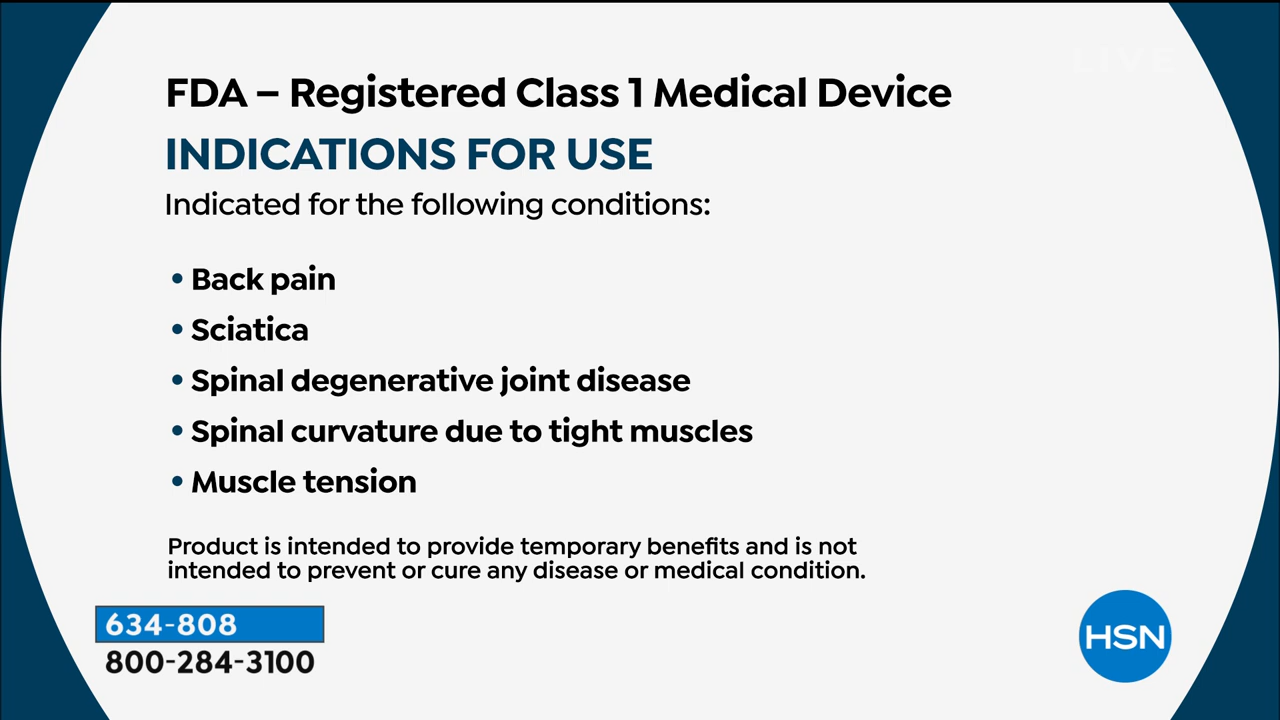 LIVE
FDA – Registered Class 1 Medical Device
INDICATIONS FOR USE
Indicated for the following conditions:
• Back pain
• Sciatica
• Spinal degenerative joint disease
• Spinal curvature due to tight muscles
• Muscle tension
Product is intended to provide temporary benefits and is not
intended to prevent or cure any disease or medical condition.
634-808
800-284-3100
HSN